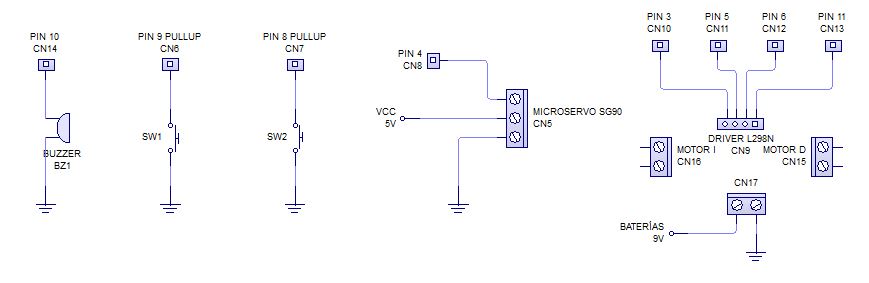 PIN 10
CN14
BUZZER
BZ1
PIN 9 PULLUP
CN6
SW1
PIN 8 PULLUP
CN7
SW2
PIN 4
CN8
VCC
5V
MICROSERVO SG90
CN5
PIN 3
CN10
PIN 5
CN11
PIN 6
CN12
PIN 11
CN13
DRIVER L298N
CN9
MOTOR I
CN16
MOTOR D
CN15
CN17
BATERÍAS
9V